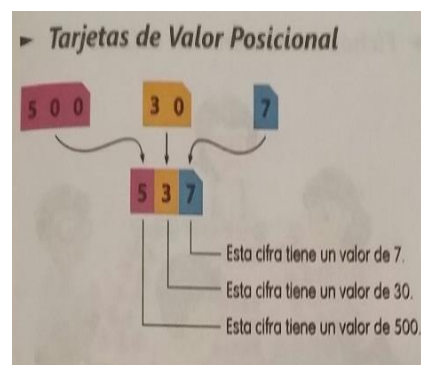 ► Tarjetas de Valor Posicional
5 0 0 3 0 7
5 3 7
Esta cifra tiene un valor de 7.
Esta cifra tiene un valor de 30.
Esta cifra tiene un valor de 500.